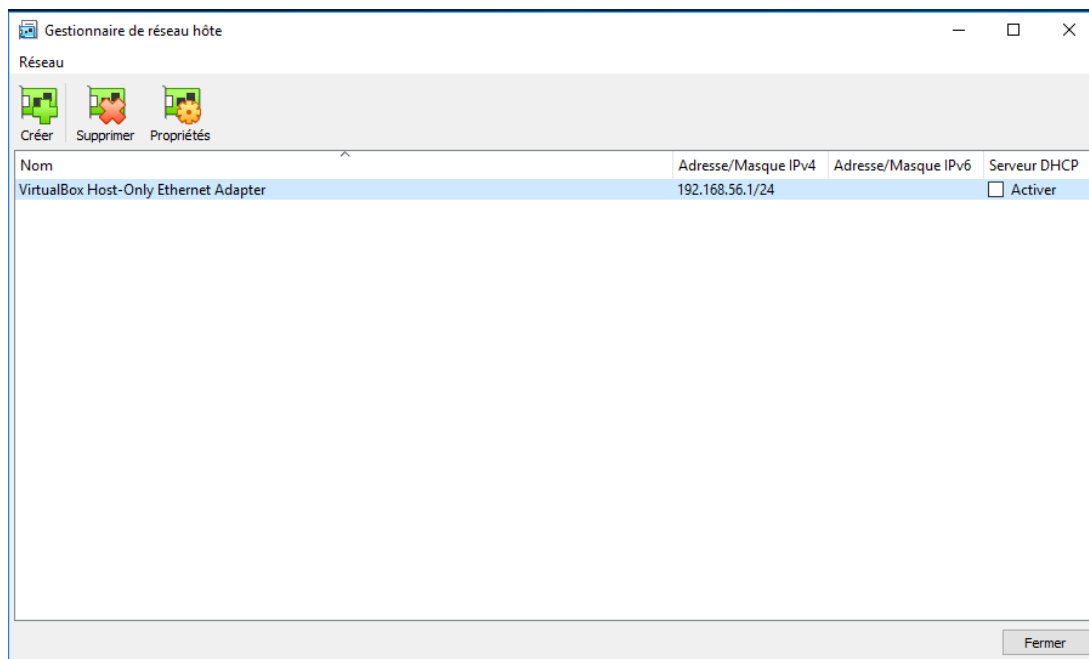 Gestionnaire de réseau hôte
Réseau
Créer Supprimer Propriétés
Nom Adresse/Masque IPv4 Adresse/Masque IPv6 Serveur DHCP
VirtualBox Host-Only Ethernet Adapter 192.168.56.1/24 Activer
Fermer